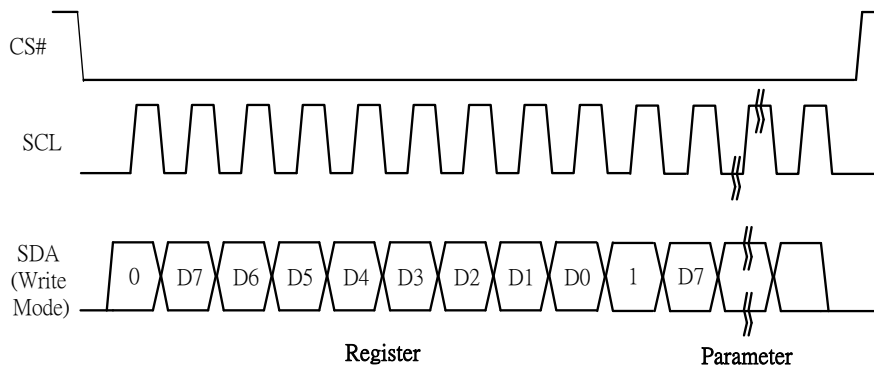 CS#
SCL
SDA
(Write
Mode)
0 D7 D6 D5 D4 D3 D2 D1 D0 1 D7
Register Parameter